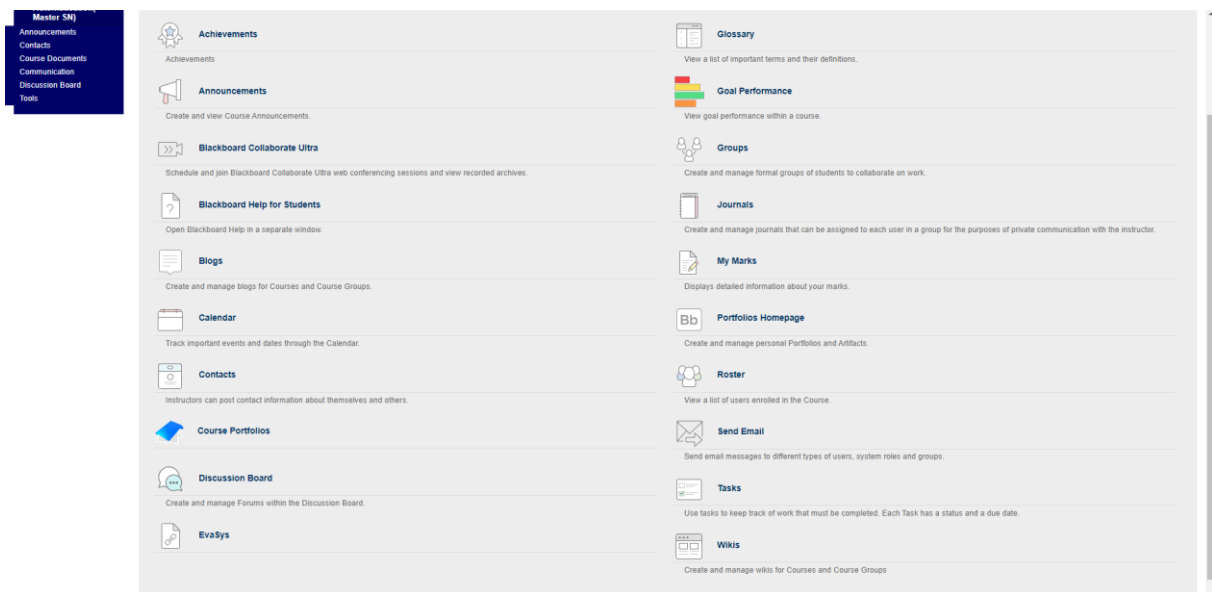 Master SN)
Announcements
Contacts
Course Documents
Communication
Discussion Board
Tools
Achievements
Achievements
Announcements
Create and view Course Announcements.
Blackboard Collaborate Ultra
Schedule and join Blackboard Collaborate Ultra web conferencing sessions and view recorded archives.
Blackboard Help for Students
Open Blackboard Help in a separate window.
Blogs
Create and manage blogs for Courses and Course Groups.
Calendar
Track important events and dates through the Calendar.
Contacts
Instructors can post contact information about themselves and others.
Course Portfolios
Discussion Board
Create and manage Forums within the Discussion Board.
EvaSys
Glossary
View a list of important terms and their definitions.
Goal Performance
View goal performance within a course.
Groups
Create and manage formal groups of students to collaborate on work.
Journals
Create and manage journals that can be assigned to each user in a group for the purposes of private communication with the instructor.
My Marks
Displays detailed information about your marks.
Bb
Portfolios Homepage
Create and manage personal Portfolios and Artifacts.
Roster
View a list of users enrolled in the Course.
Send Email
Send email messages to different types of users, system roles and groups.
Tasks
Use tasks to keep track of work that must be completed. Each Task has a status and a due date.
Wikis
Create and manage wikis for Courses and Course Groups